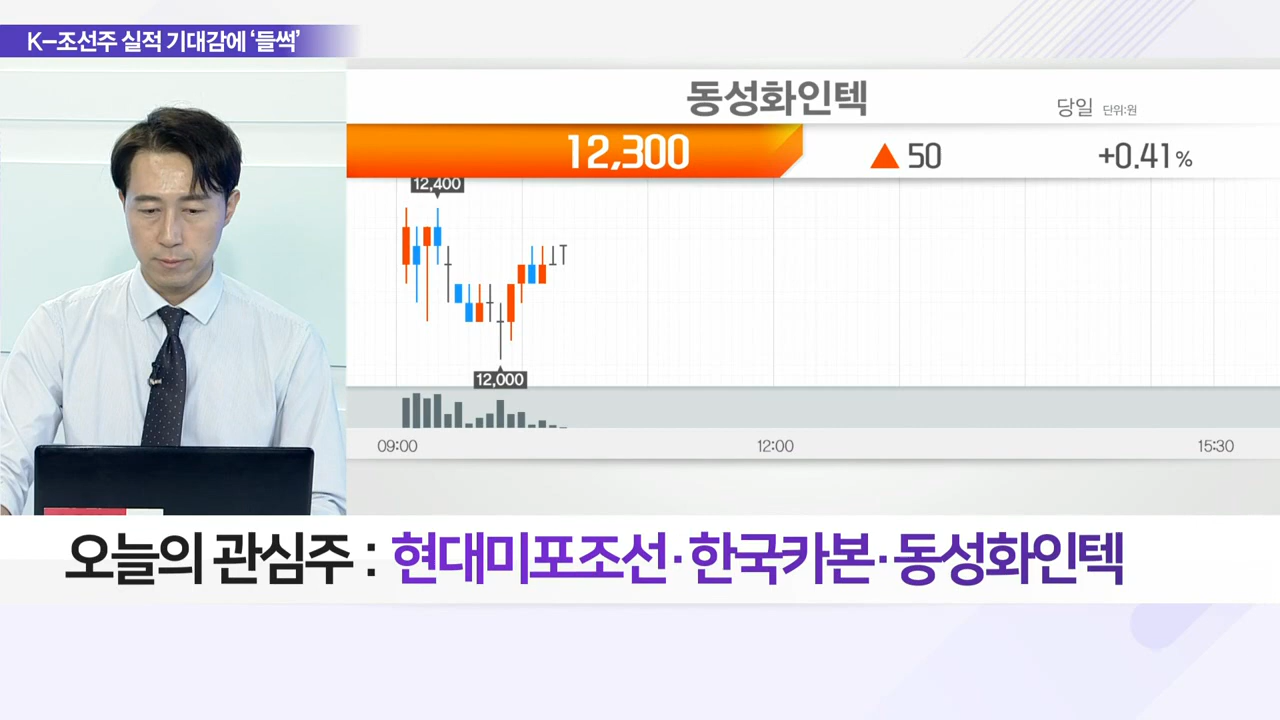 K-조선주 실적 기대감에 ‘들썩’
동성화인텍
당일 단위:원
12,300 ▲ 50 +0.41%
12,400
12,000
09:00 12:00 15:30
오늘의 관심주 : 현대미포조선·한국카본·동성화인텍